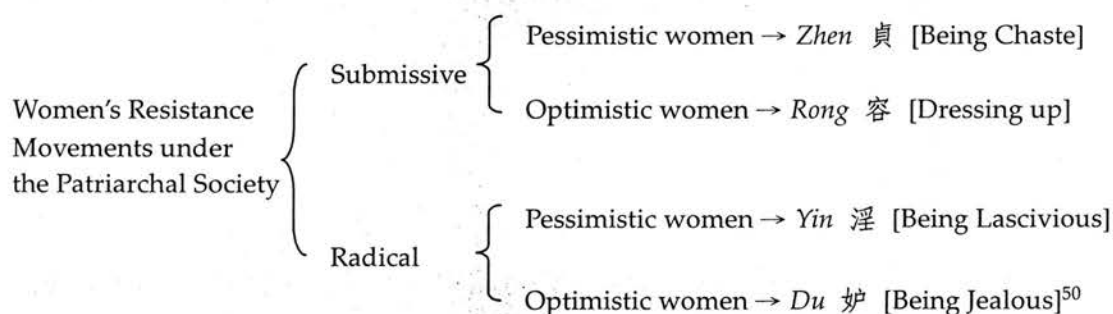 Women's Resistance
Movements under
the Patriarchal Society
Submissive
Pessimistic women → Zhen 貞 [Being Chaste]
Optimistic women → Rong 容 [Dressing up]
Radical
Pessimistic women → Yin 淫 [Being Lascivious]
Optimistic women → Du 妒 [Being Jealous]50